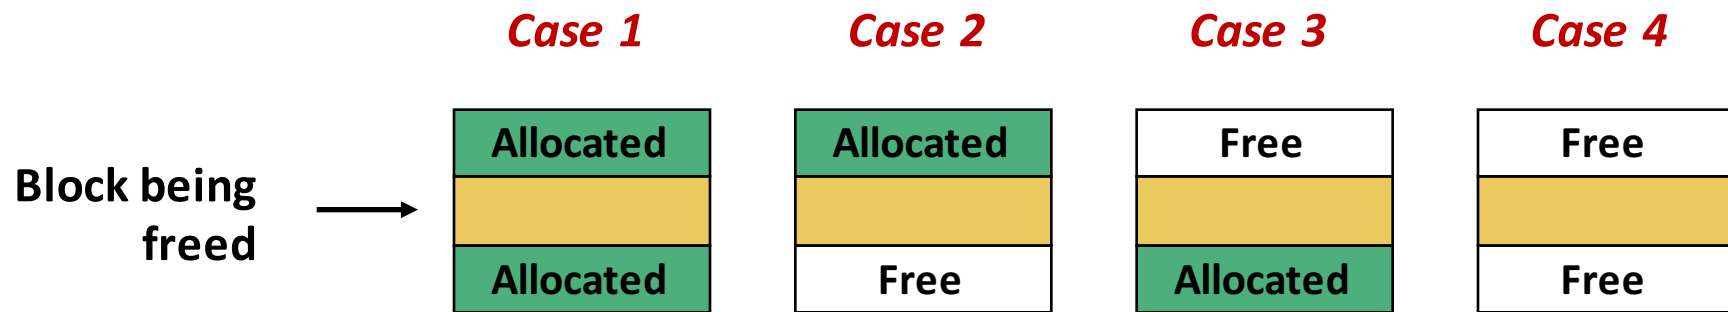 Case 1 Case 2 Case 3 Case 4
Allocated Allocated Free Free
Block being
freed
Allocated Free Allocated Free